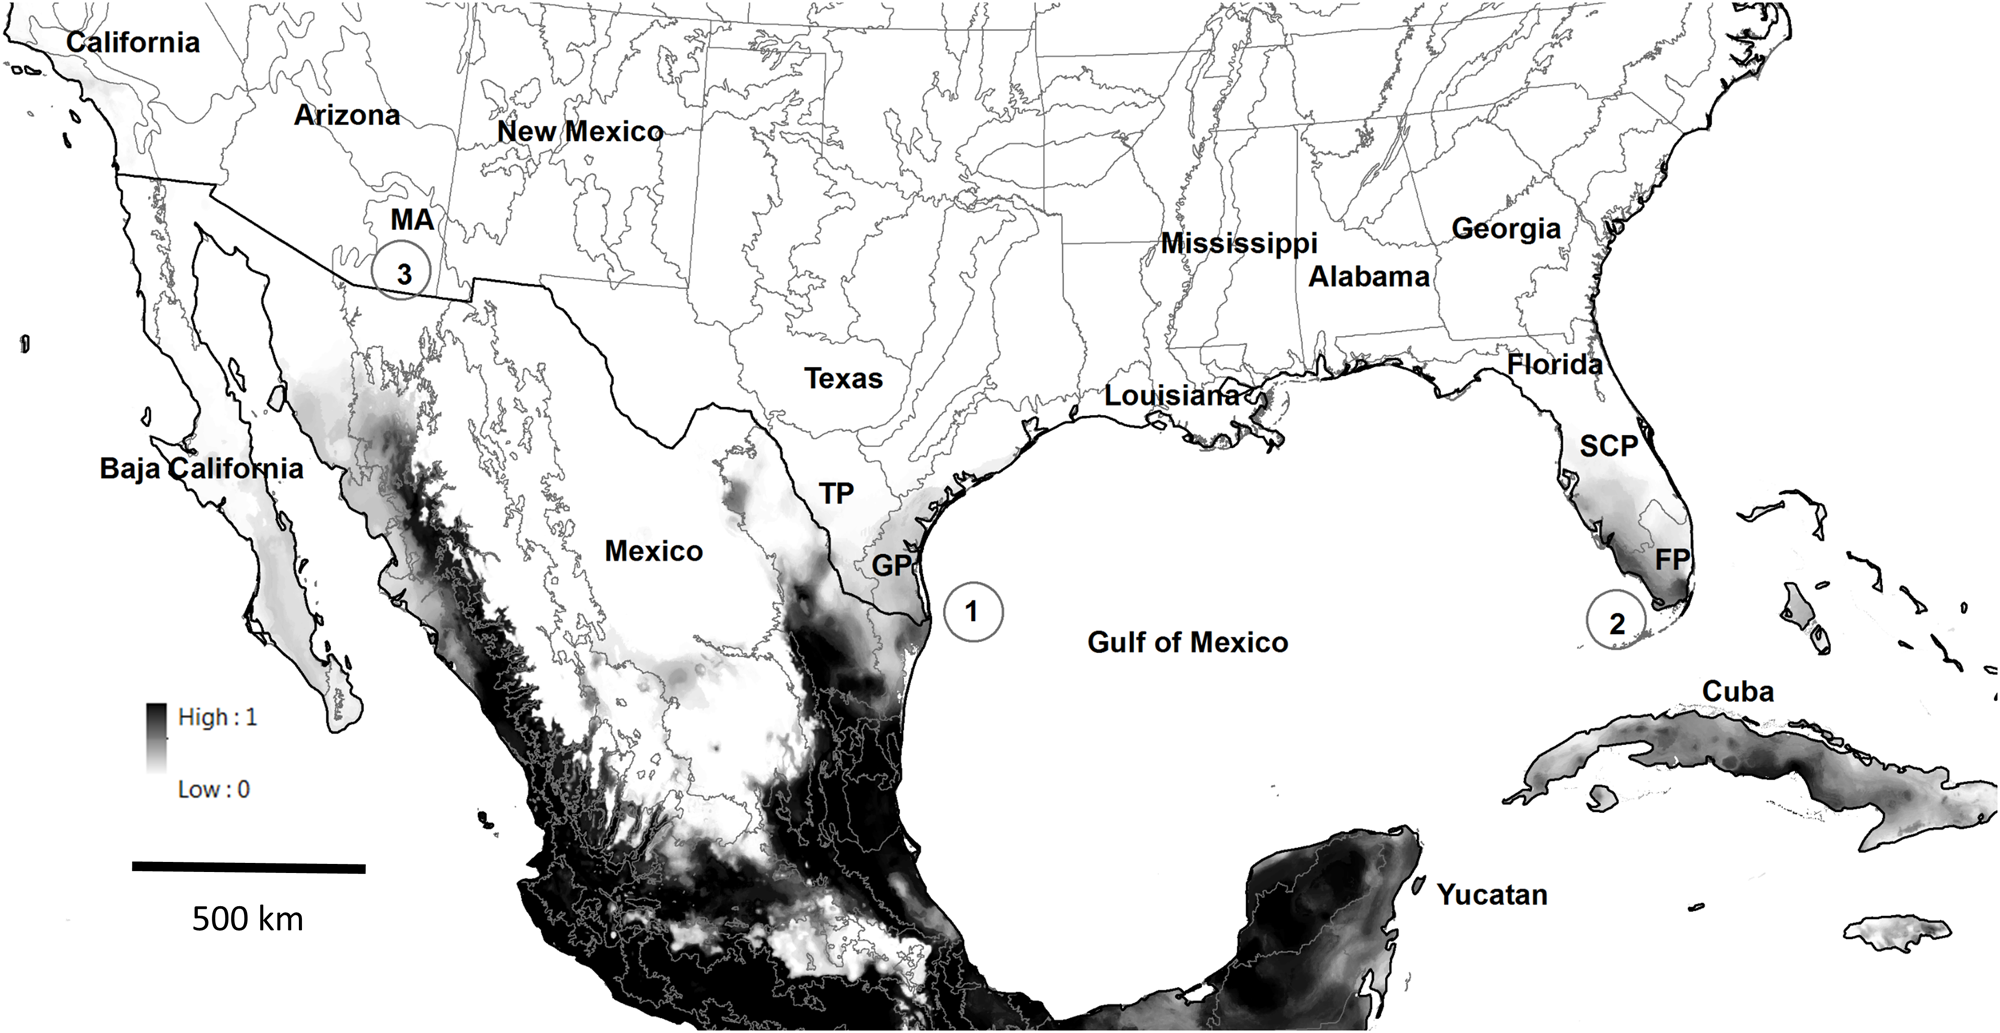 California
Arizona
New Mexico
MA
3
Mississippi
Georgia
Alabama
Texas
Louisiana
Florida
SCP
Baja California
TP
Mexico
GP
FP
1
2
Gulf of Mexico
Cuba
High : 1
Low : 0
500 km
Yucatan